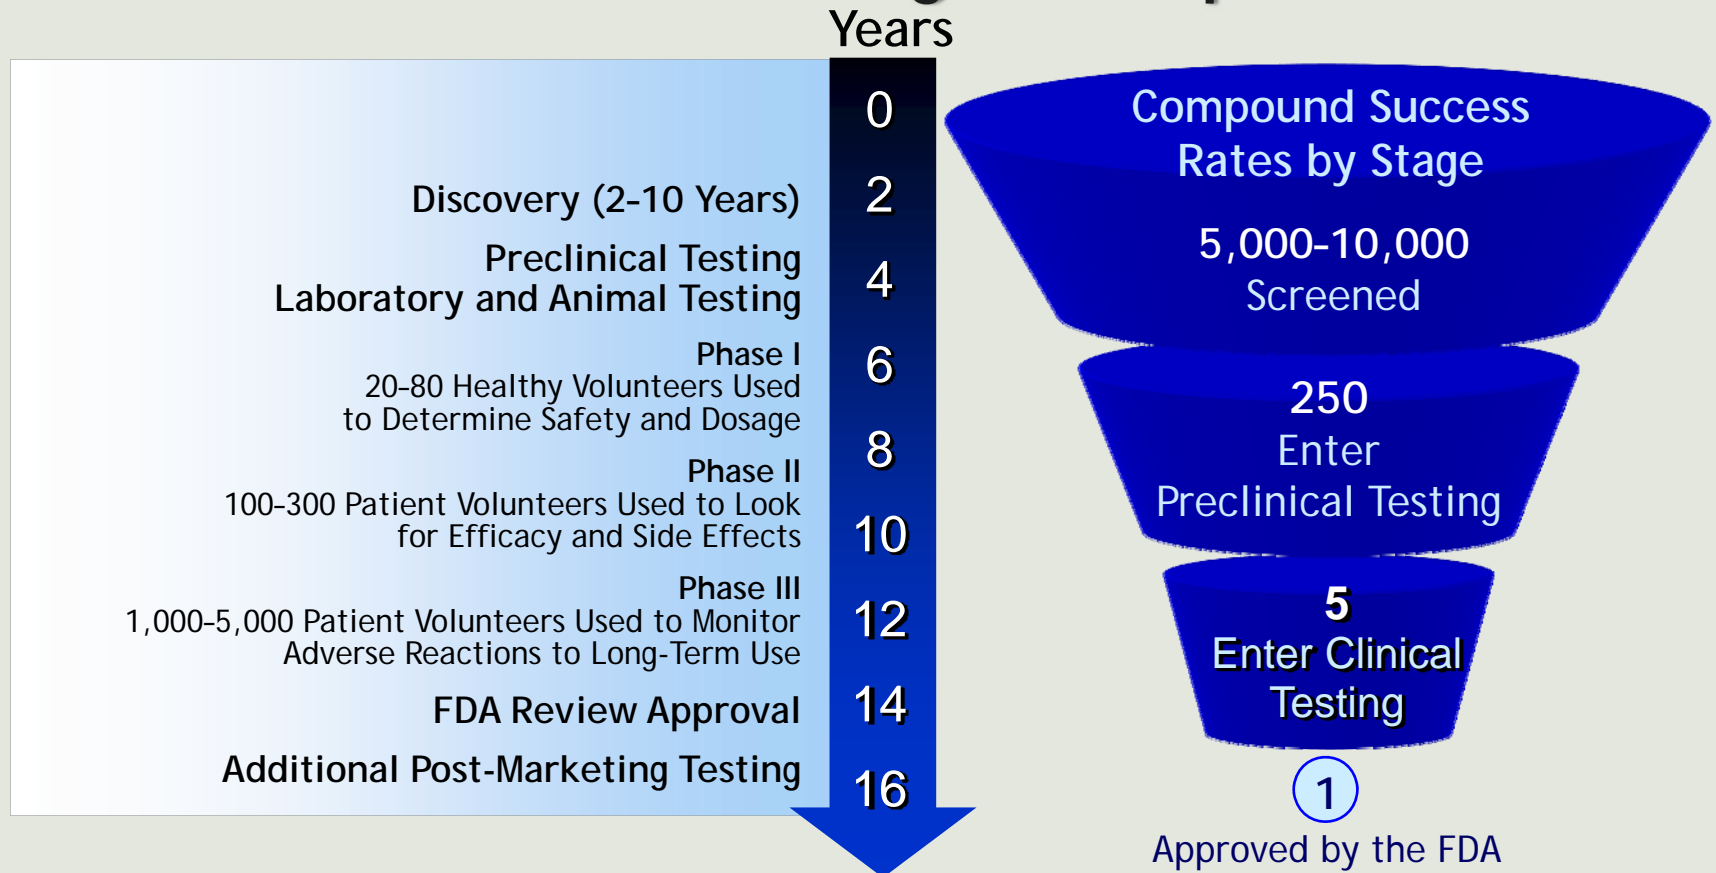 Years
Discovery (2-10 Years)
Preclinical Testing
Laboratory and Animal Testing
Phase I
20-80 Healthy Volunteers Used
to Determine Safety and Dosage
Phase II
100-300 Patient Volunteers Used to Look
for Efficacy and Side Effects
Phase III
1,000-5,000 Patient Volunteers Used to Monitor
Adverse Reactions to Long-Term Use
FDA Review Approval
Additional Post-Marketing Testing
0
2
4
6
8
10
12
14
16
Compound Success
Rates by Stage
5,000-10,000
Screened
250
Enter
Preclinical Testing
5
Enter Clinical
Testing
1
Approved by the FDA